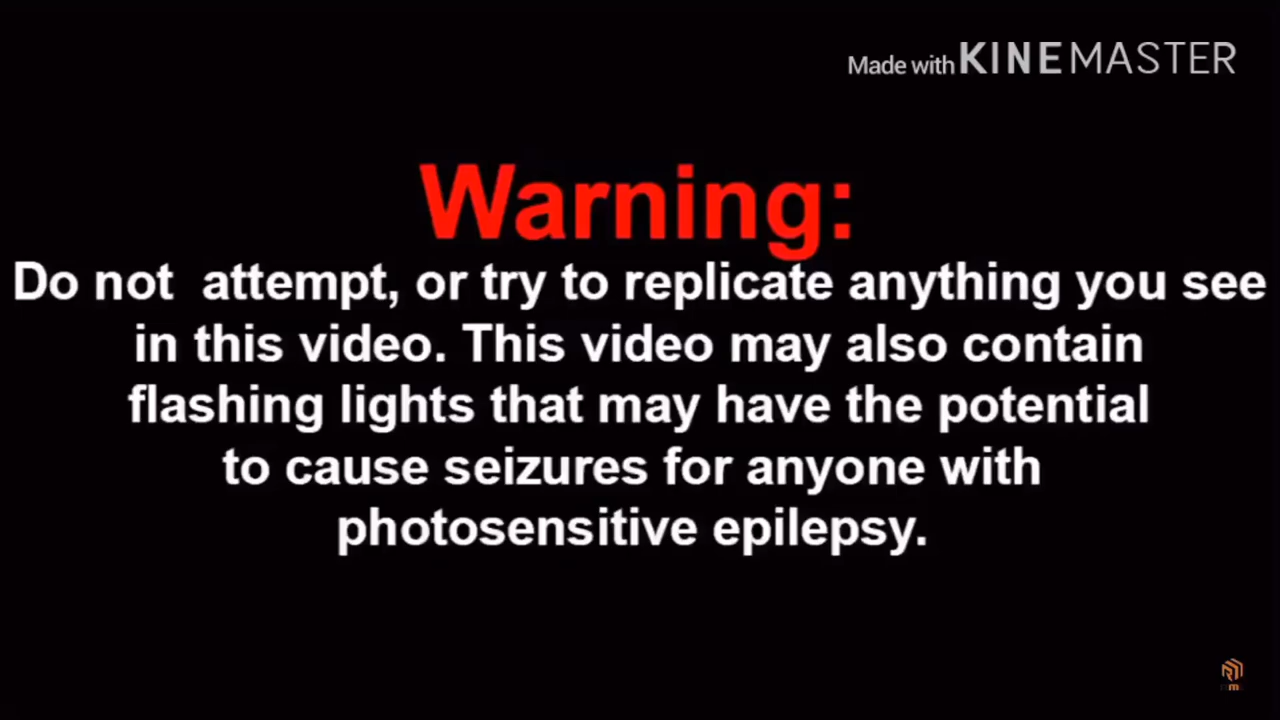 Made with KINEMASTER
Warning:
Do not  attempt, or try to replicate anything you see
in this video. This video may also contain
flashing lights that may have the potential
to cause seizures for anyone with
photosensitive epilepsy.